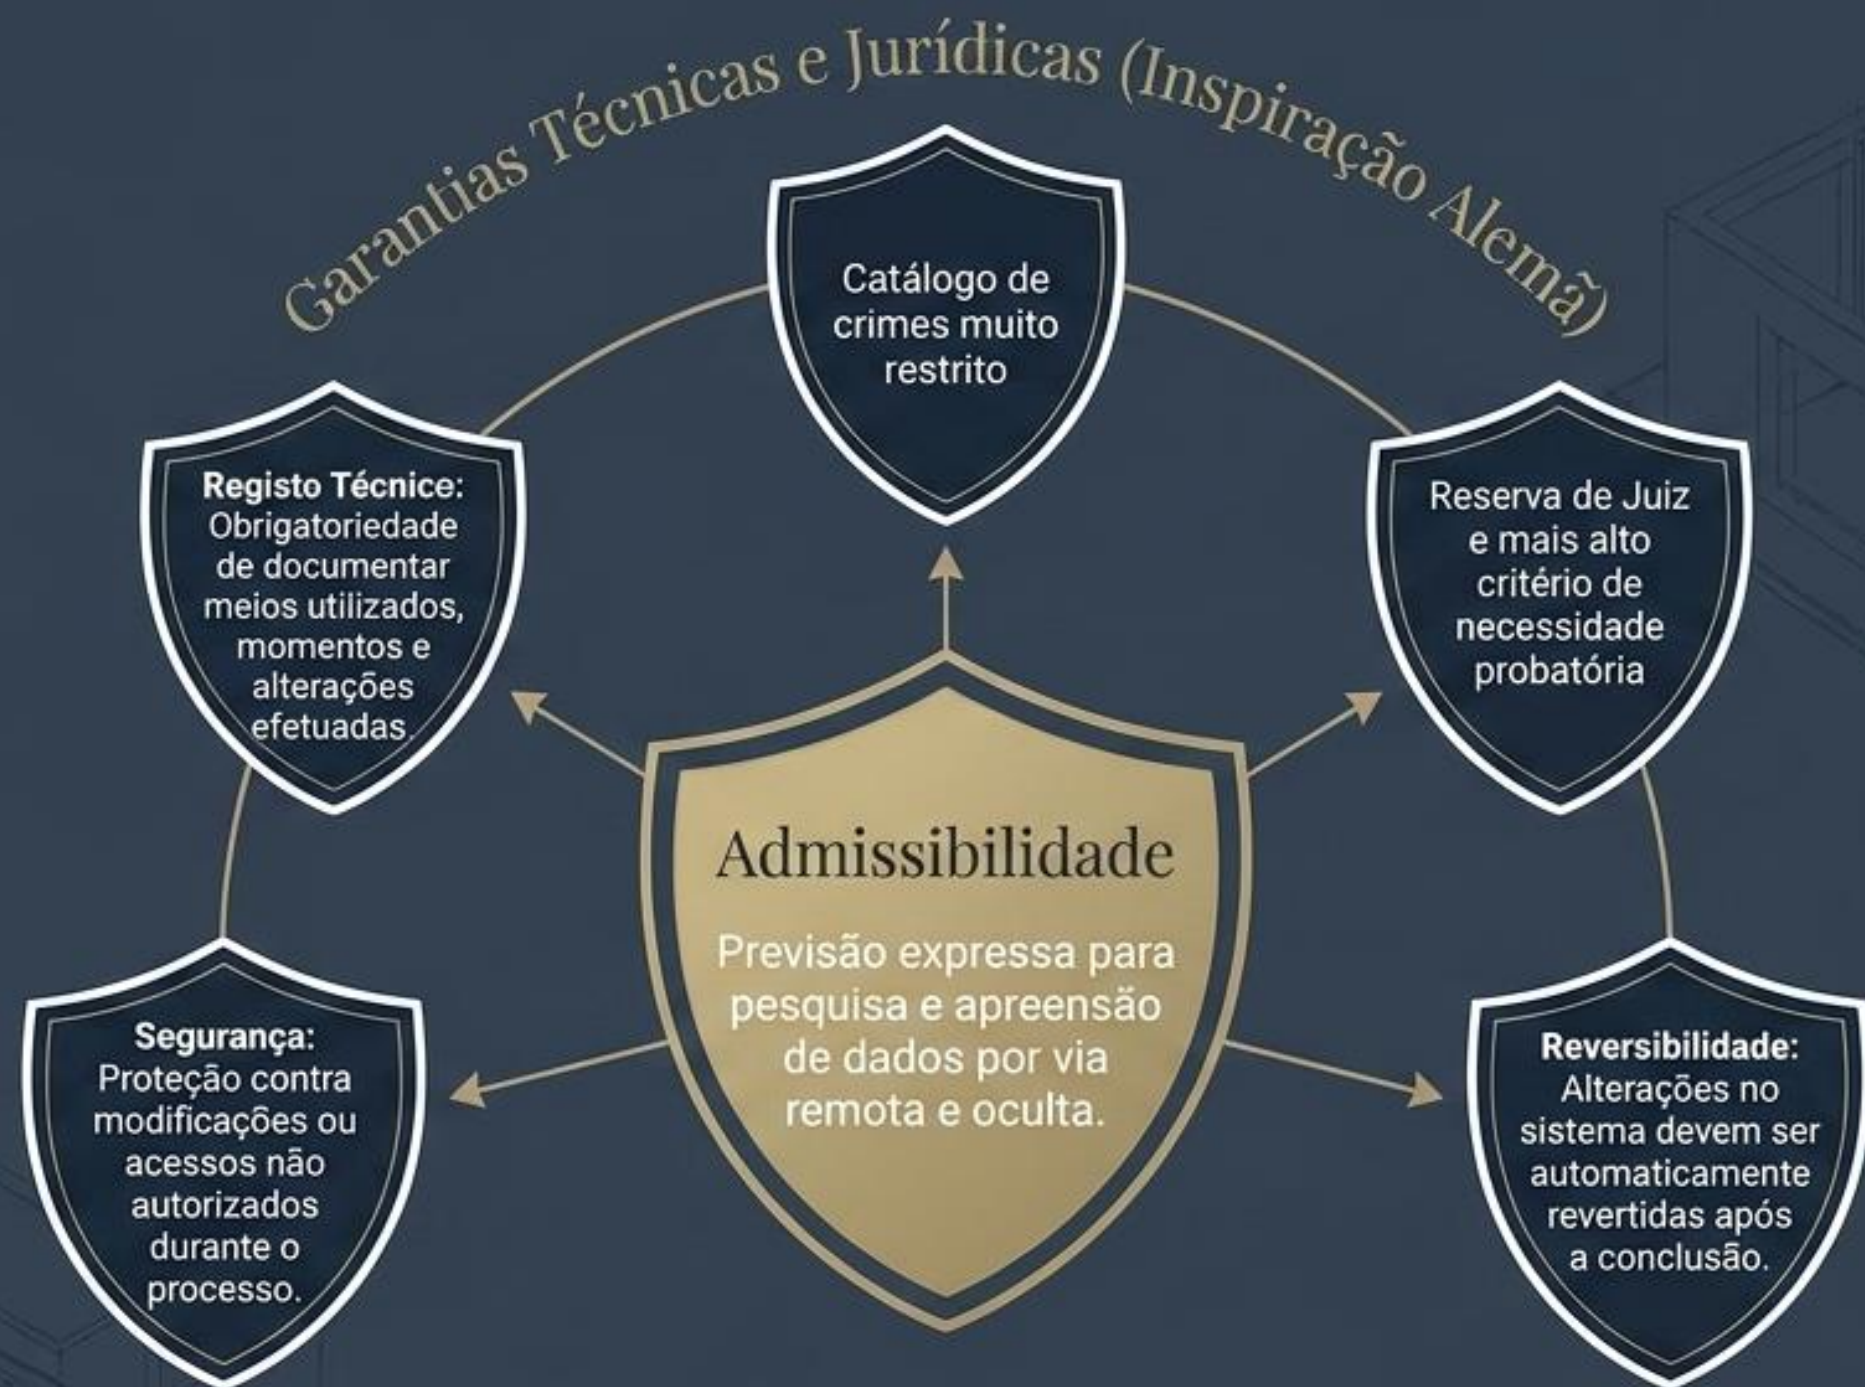 Garantias Técnicas e Jurídicas (Inspiração Alemã)
Catálogo de
crimes muito
restrito
Registo Técnice:
Obrigatoriedade
de documentar
meios utilizados,
momentos e
alterações
efetuadas.
Reserva de Juiz
e mais alto
critério de
necessidade
probatória
Admissibilidade
Previsão expressa para
pesquisa e apreensão
de dados por via
remota e oculta.
Segurança:
Proteção contra
modificações ou
acessos não
autorizados
durante o
processo.
Reversibilidade:
Alterações no
sistema devem ser
automaticamente
revertidas após
a conclusão.